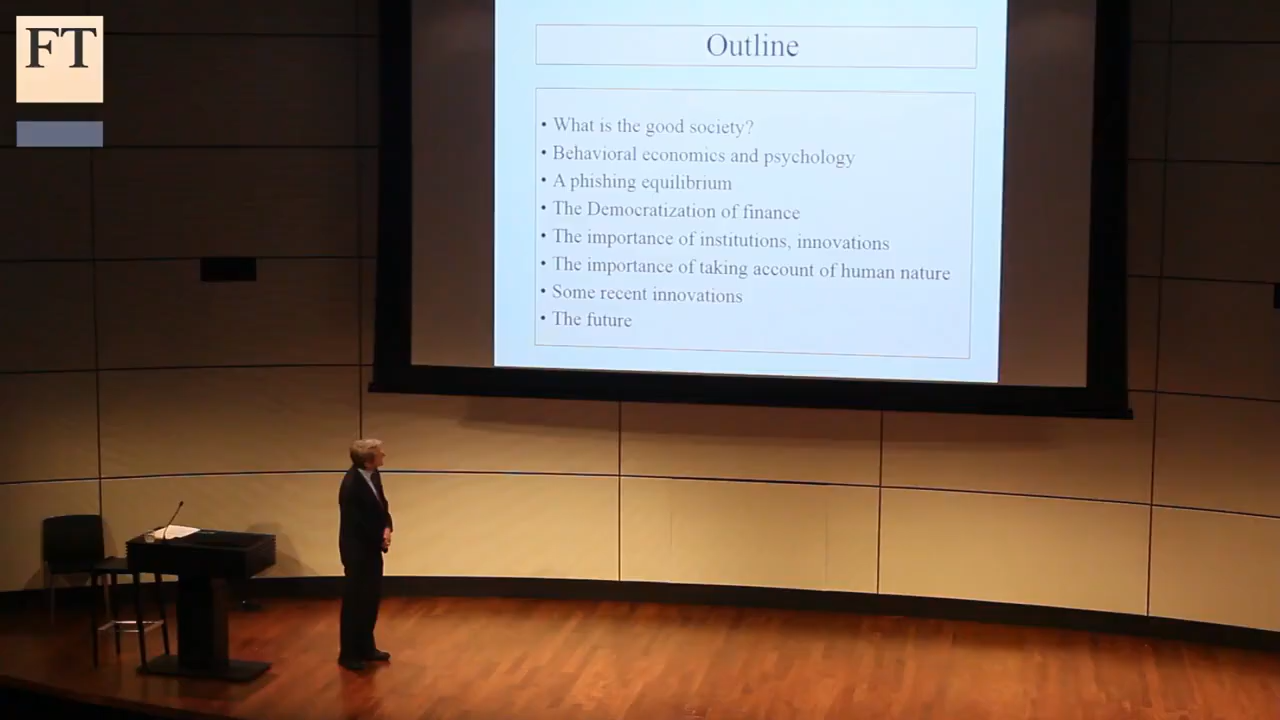 FT
Outline
• What is the good society?
• Behavioral economics and psychology
• A phishing equilibrium
• The Democratization of finance
• The importance of institutions, innovations
• The importance of taking account of human nature
• Some recent innovations
• The future